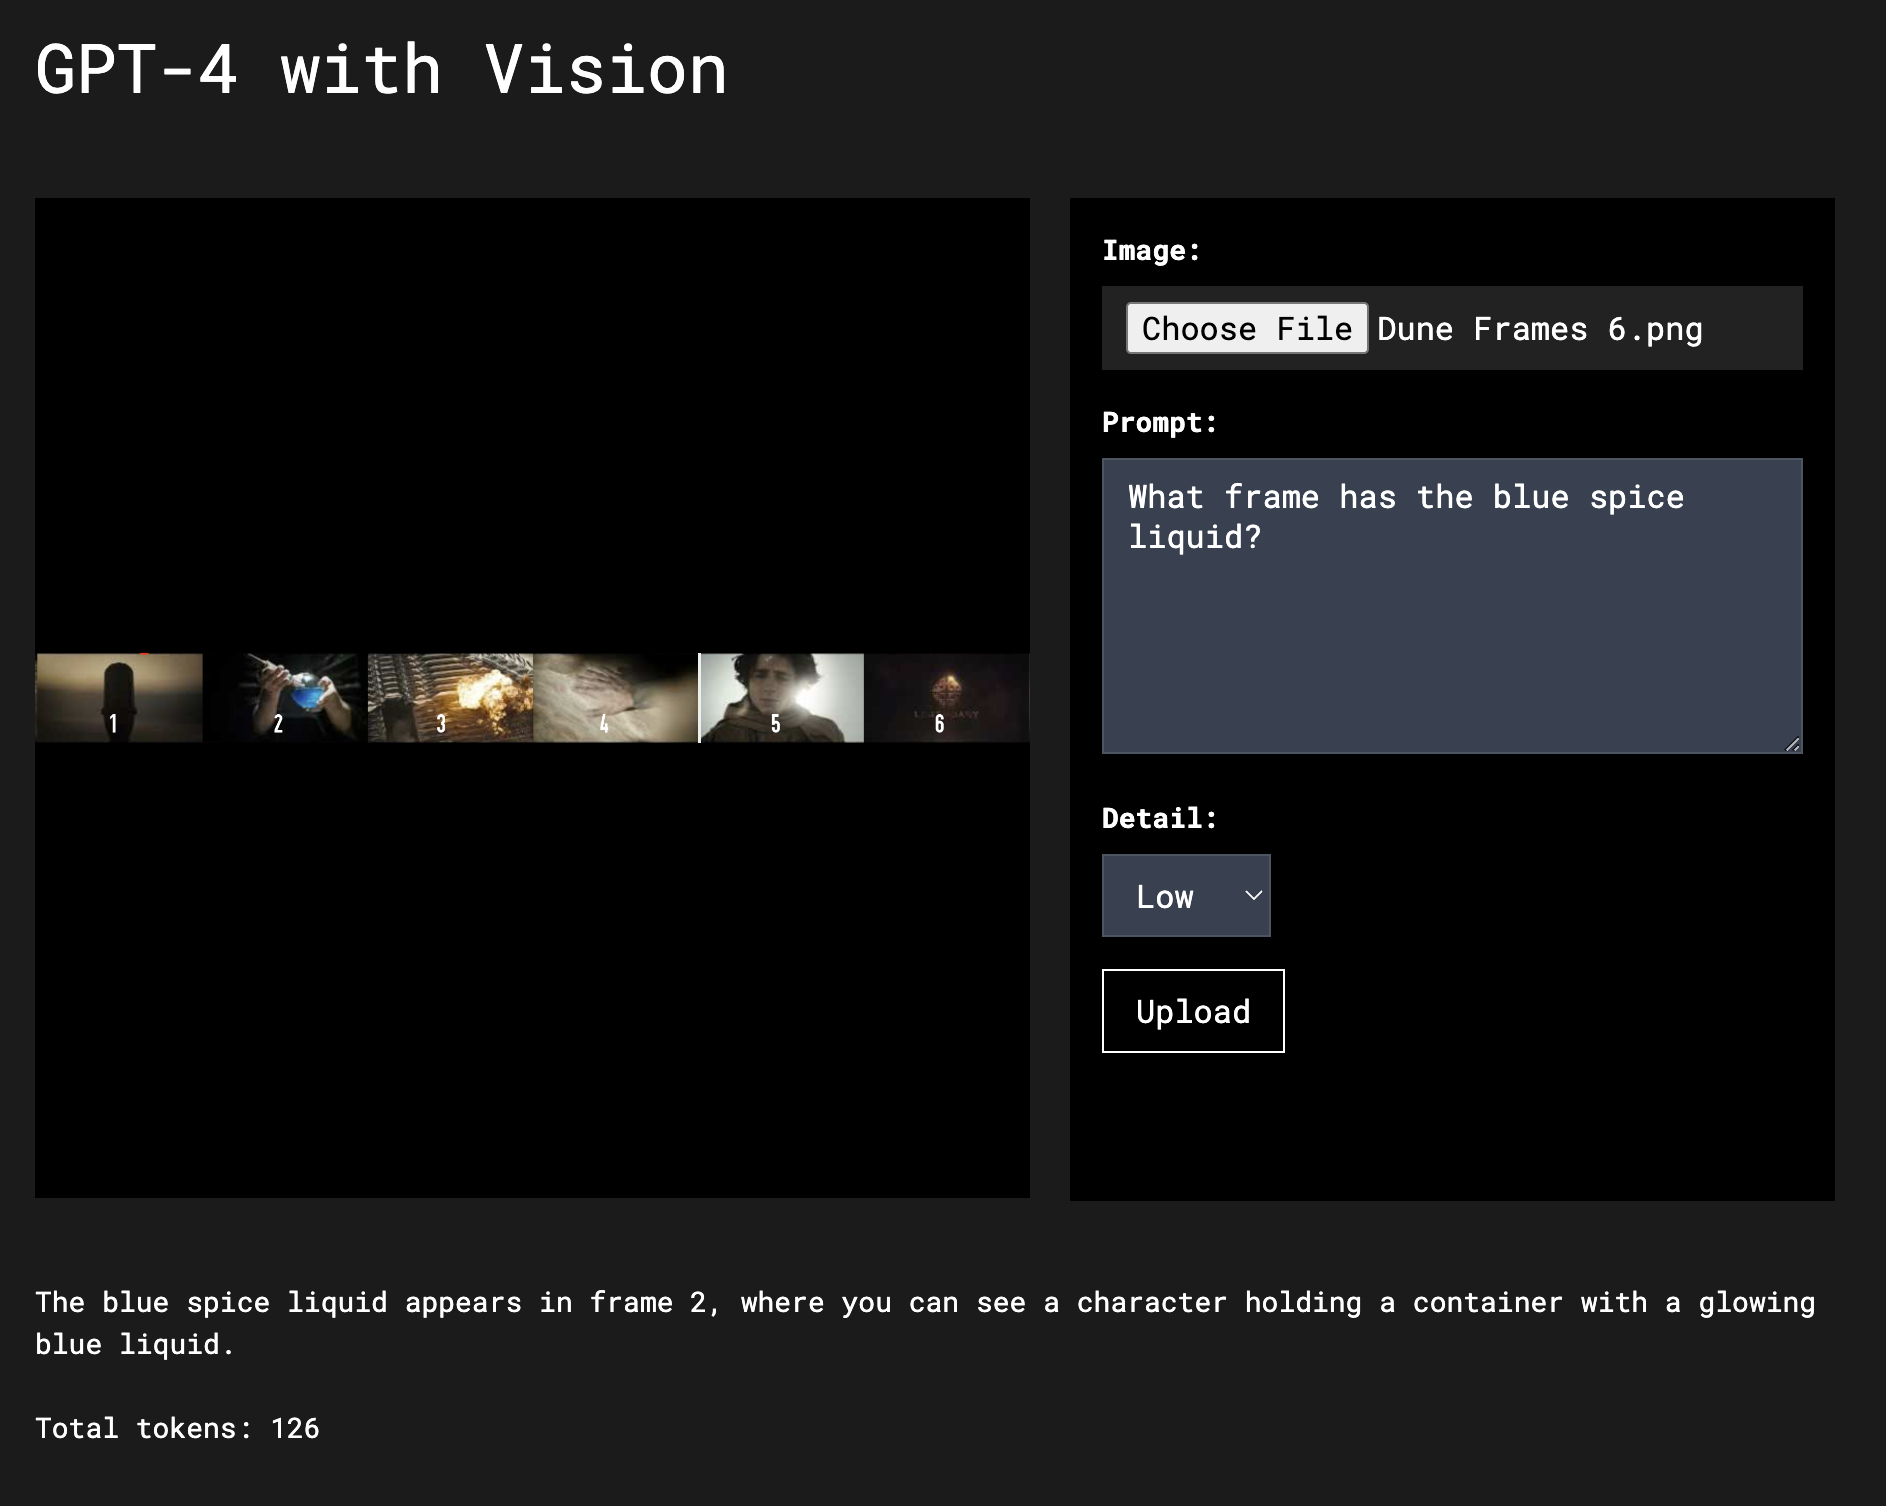 GPT-4 with Vision
1
2
3
4
5
6
LEGENDARY
Image:
Choose File Dune Frames 6.png
Prompt:
What frame has the blue spice
liquid?
Detail:
Low
Upload
The blue spice liquid appears in frame 2, where you can see a character holding a container with a glowing
blue liquid.
Total tokens: 126